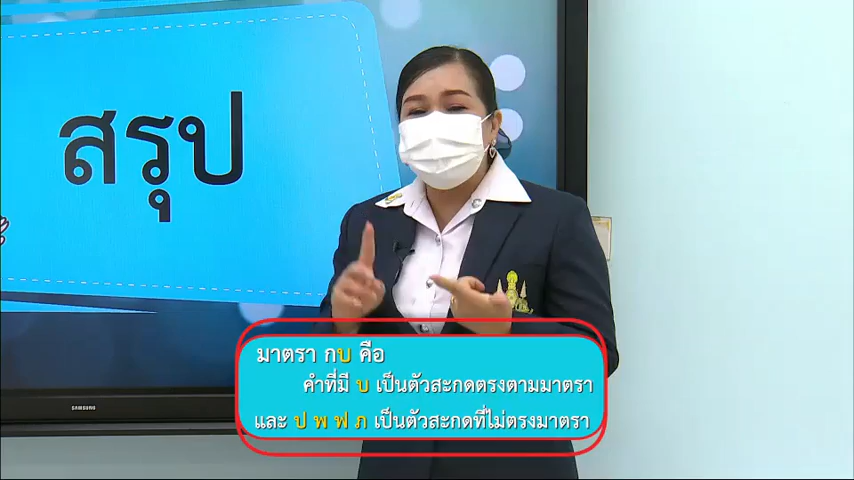 สรุป
มาตรา กบ คือ
คำที่มี บ เป็นตัวสะกดตรงตามมาตรา
และ ป พ ฟ ภ เป็นตัวสะกดที่ไม่ตรงมาตรา
SAMSUNG